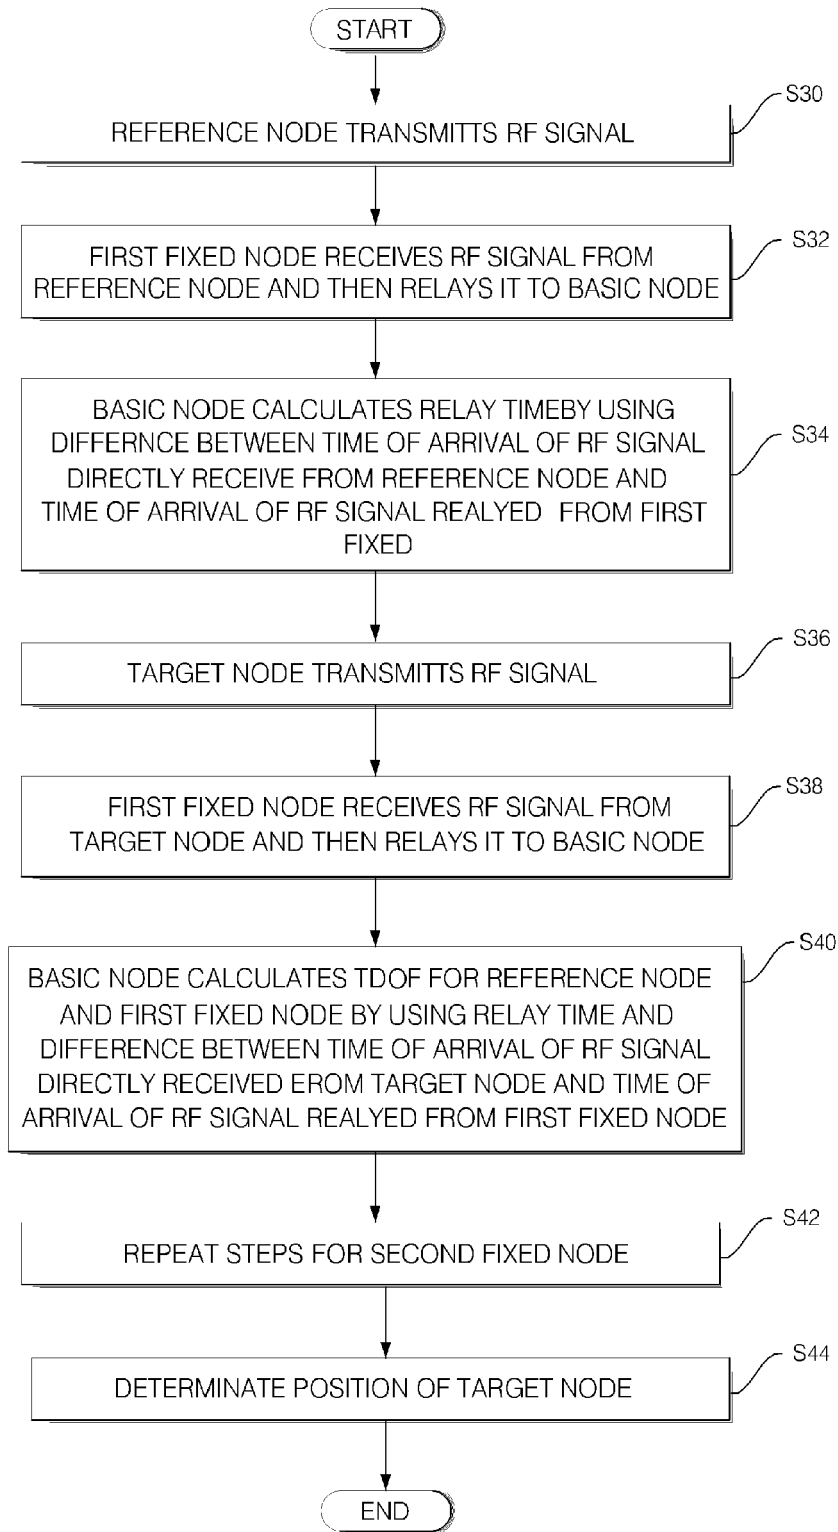 START
S30
REFERENCE NODE TRANSMITTS RF SIGNAL
S32
FIRST FIXED NODE RECEIVES RF SIGNAL FROM
REFERENCE NODE AND THEN RELAYS IT TO BASIC NODE
S34
BASIC NODE CALCULATES RELAY TIMEBY USING
DIFFERNCE BETWEEN TIME OF ARRIVAL OF RF SIGNAL
DIRECTLY RECEIVE FROM REFERENCE NODE AND
TIME OF ARRIVAL OF RF SIGNAL REALYED FROM FIRST
FIXED
S36
TARGET NODE TRANSMITTS RF SIGNAL
S38
FIRST FIXED NODE RECEIVES RF SIGNAL FROM
TARGET NODE AND THEN RELAYS IT TO BASIC NODE
S40
BASIC NODE CALCULATES TDOF FOR REFERENCE NODE
AND FIRST FIXED NODE BY USING RELAY TIME AND
DIFFERENCE BETWEEN TIME OF ARRIVAL OF RF SIGNAL
DIRECTLY RECEIVED EROM TARGET NODE AND TIME OF
ARRIVAL OF RF SIGNAL REALYED FROM FIRST FIXED NODE
S42
REPEAT STEPS FOR SECOND FIXED NODE
S44
DETERMINATE POSITION OF TARGET NODE
END